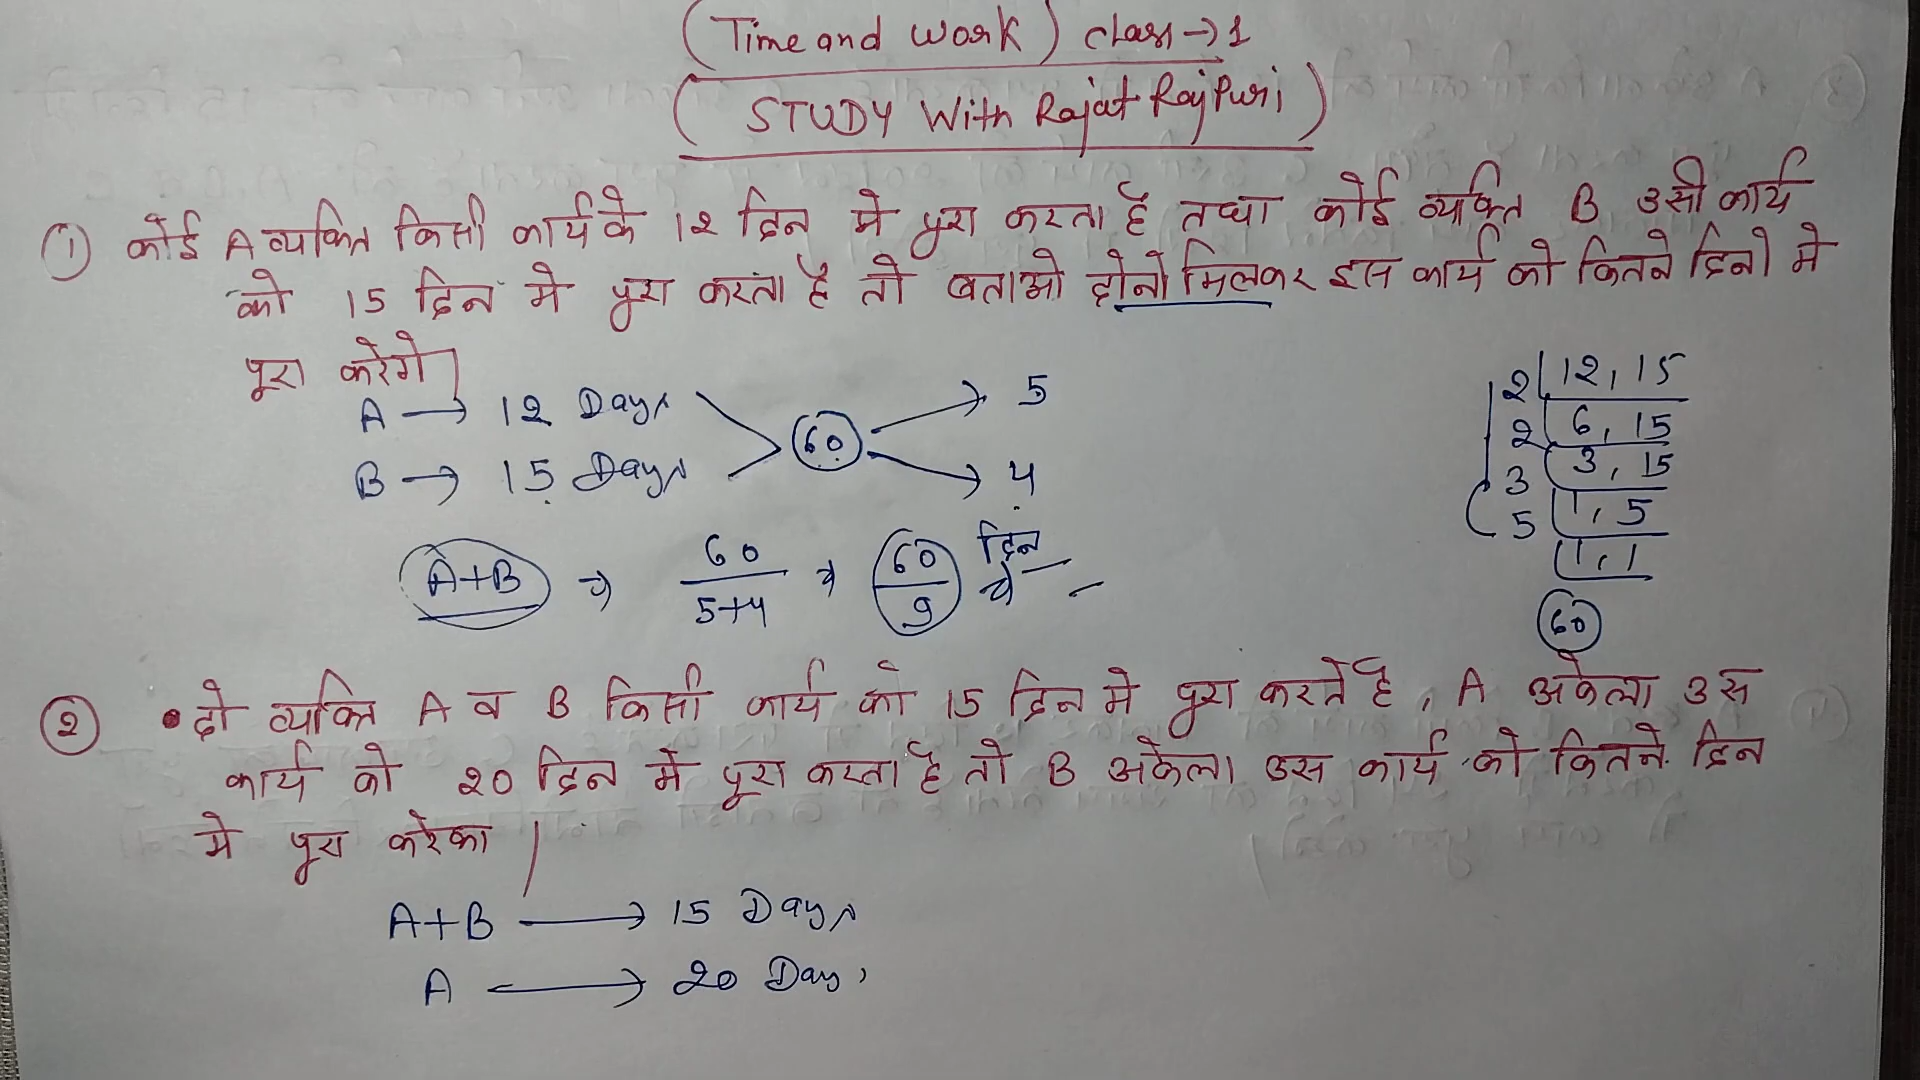 (Time and work) class→1
(STUDY With Rajat Rajpuri)
① कोई A व्यक्ति किसी कार्य के 12 दिन मे पूरा करता है तथा कोई व्यक्ति B उसी कार्य
को 15 दिन मे पूरा करता है तो बताओ दोनो मिलकर इस कार्य को कितने दिनो मे
पूरा करेगे।
A → 12 Days
B → 15 Days
60
5
4
2 | 12, 15
2 | 6, 15
3 | 3, 15
5 | 1, 5
1, 1
60
A+B ⇒ 60/5+4 ⇒ 60/9 दिन मे
② • दो व्यक्ति A व B किसी कार्य को 15 दिन मे पूरा करते है, A अकेला उस
कार्य को 20 दिन में पूरा करता है तो B अकेला उस कार्य को कितने दिन
मे पूरा करेका।
A+B → 15 Days
A → 20 Days